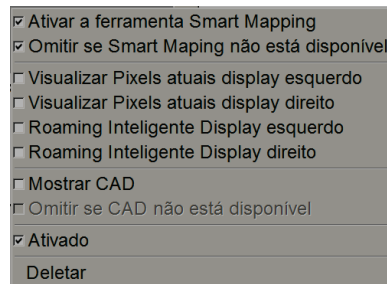 Ativar a ferramenta Smart Mapping
Omitir se Smart Maping não está disponível
Visualizar Pixels atuais display esquerdo
Visualizar Pixels atuais display direito
Roaming Inteligente Display esquerdo
Roaming Inteligente Display direito
Mostrar CAD
Omitir se CAD não está disponível
Ativado
Deletar